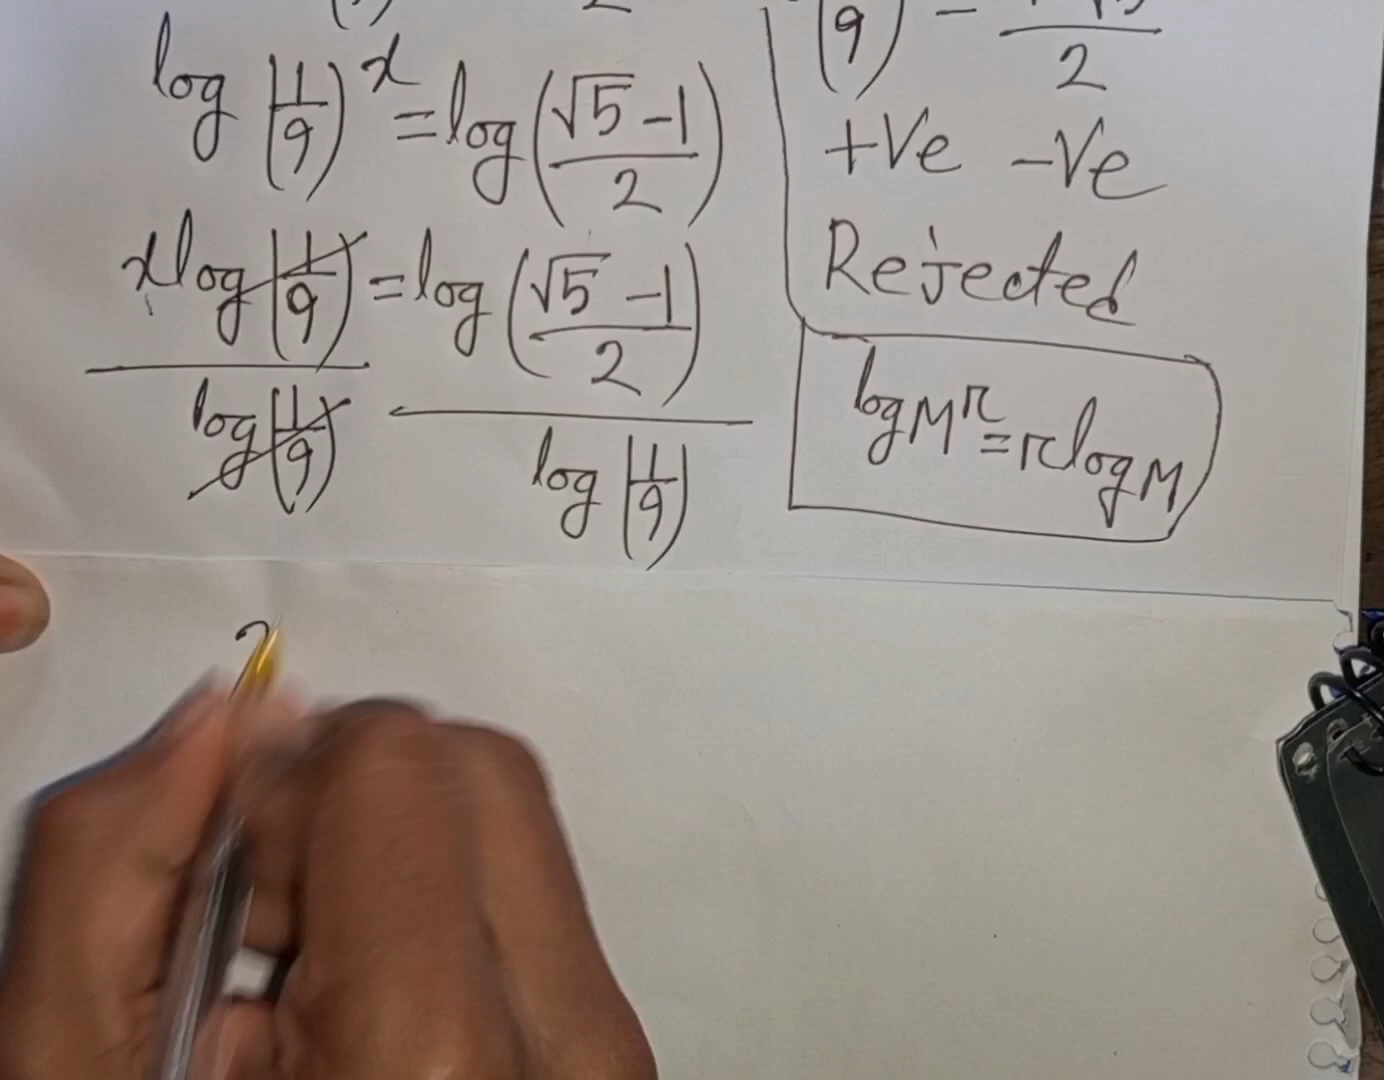 log (1/9)^x = log ((√5 - 1)/2)
x log (1/9) = log ((√5 - 1)/2)
log (1/9) log (1/9)
(9) - 2
+Ve -Ve
Rejected
log M^r = r log M